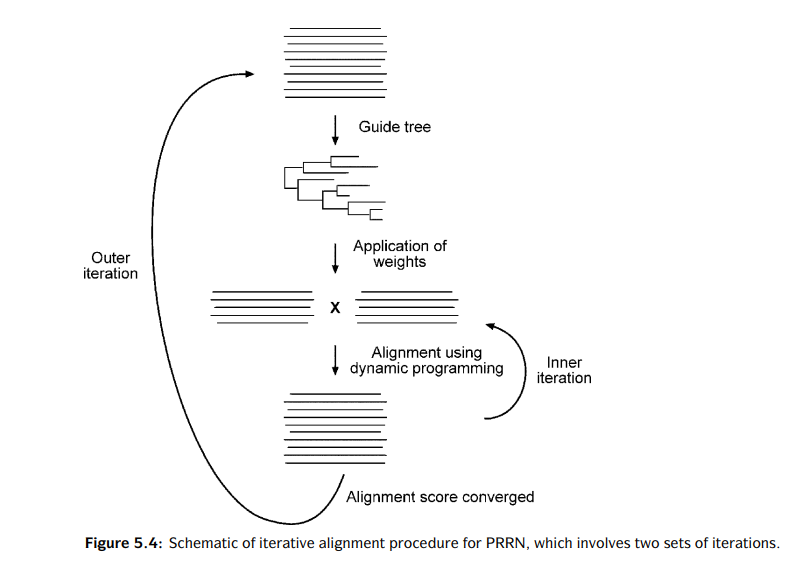 Guide tree
Application of
weights
Outer
iteration
X
Alignment using
dynamic programming
Inner
iteration
Alignment score converged
Figure 5.4: Schematic of iterative alignment procedure for PRRN, which involves two sets of iterations.